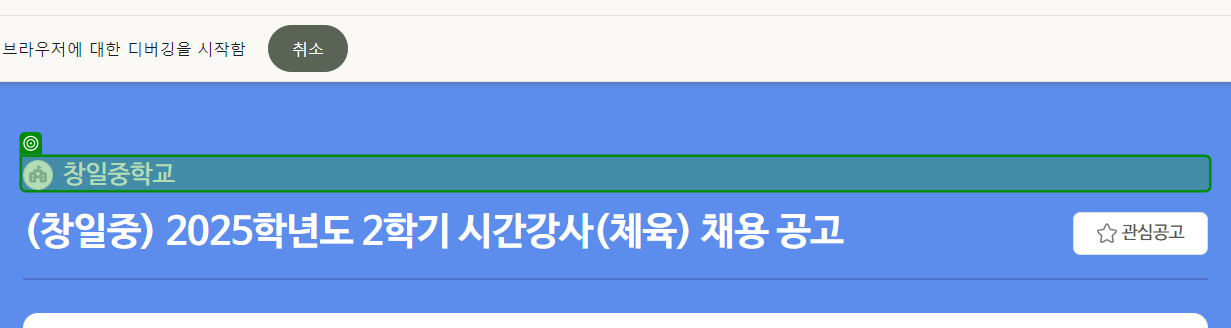 브라우저에 대한 디버깅을 시작함 취소
창일중학교
(창일중) 2025학년도 2학기 시간강사(체육) 채용 공고
관심공고